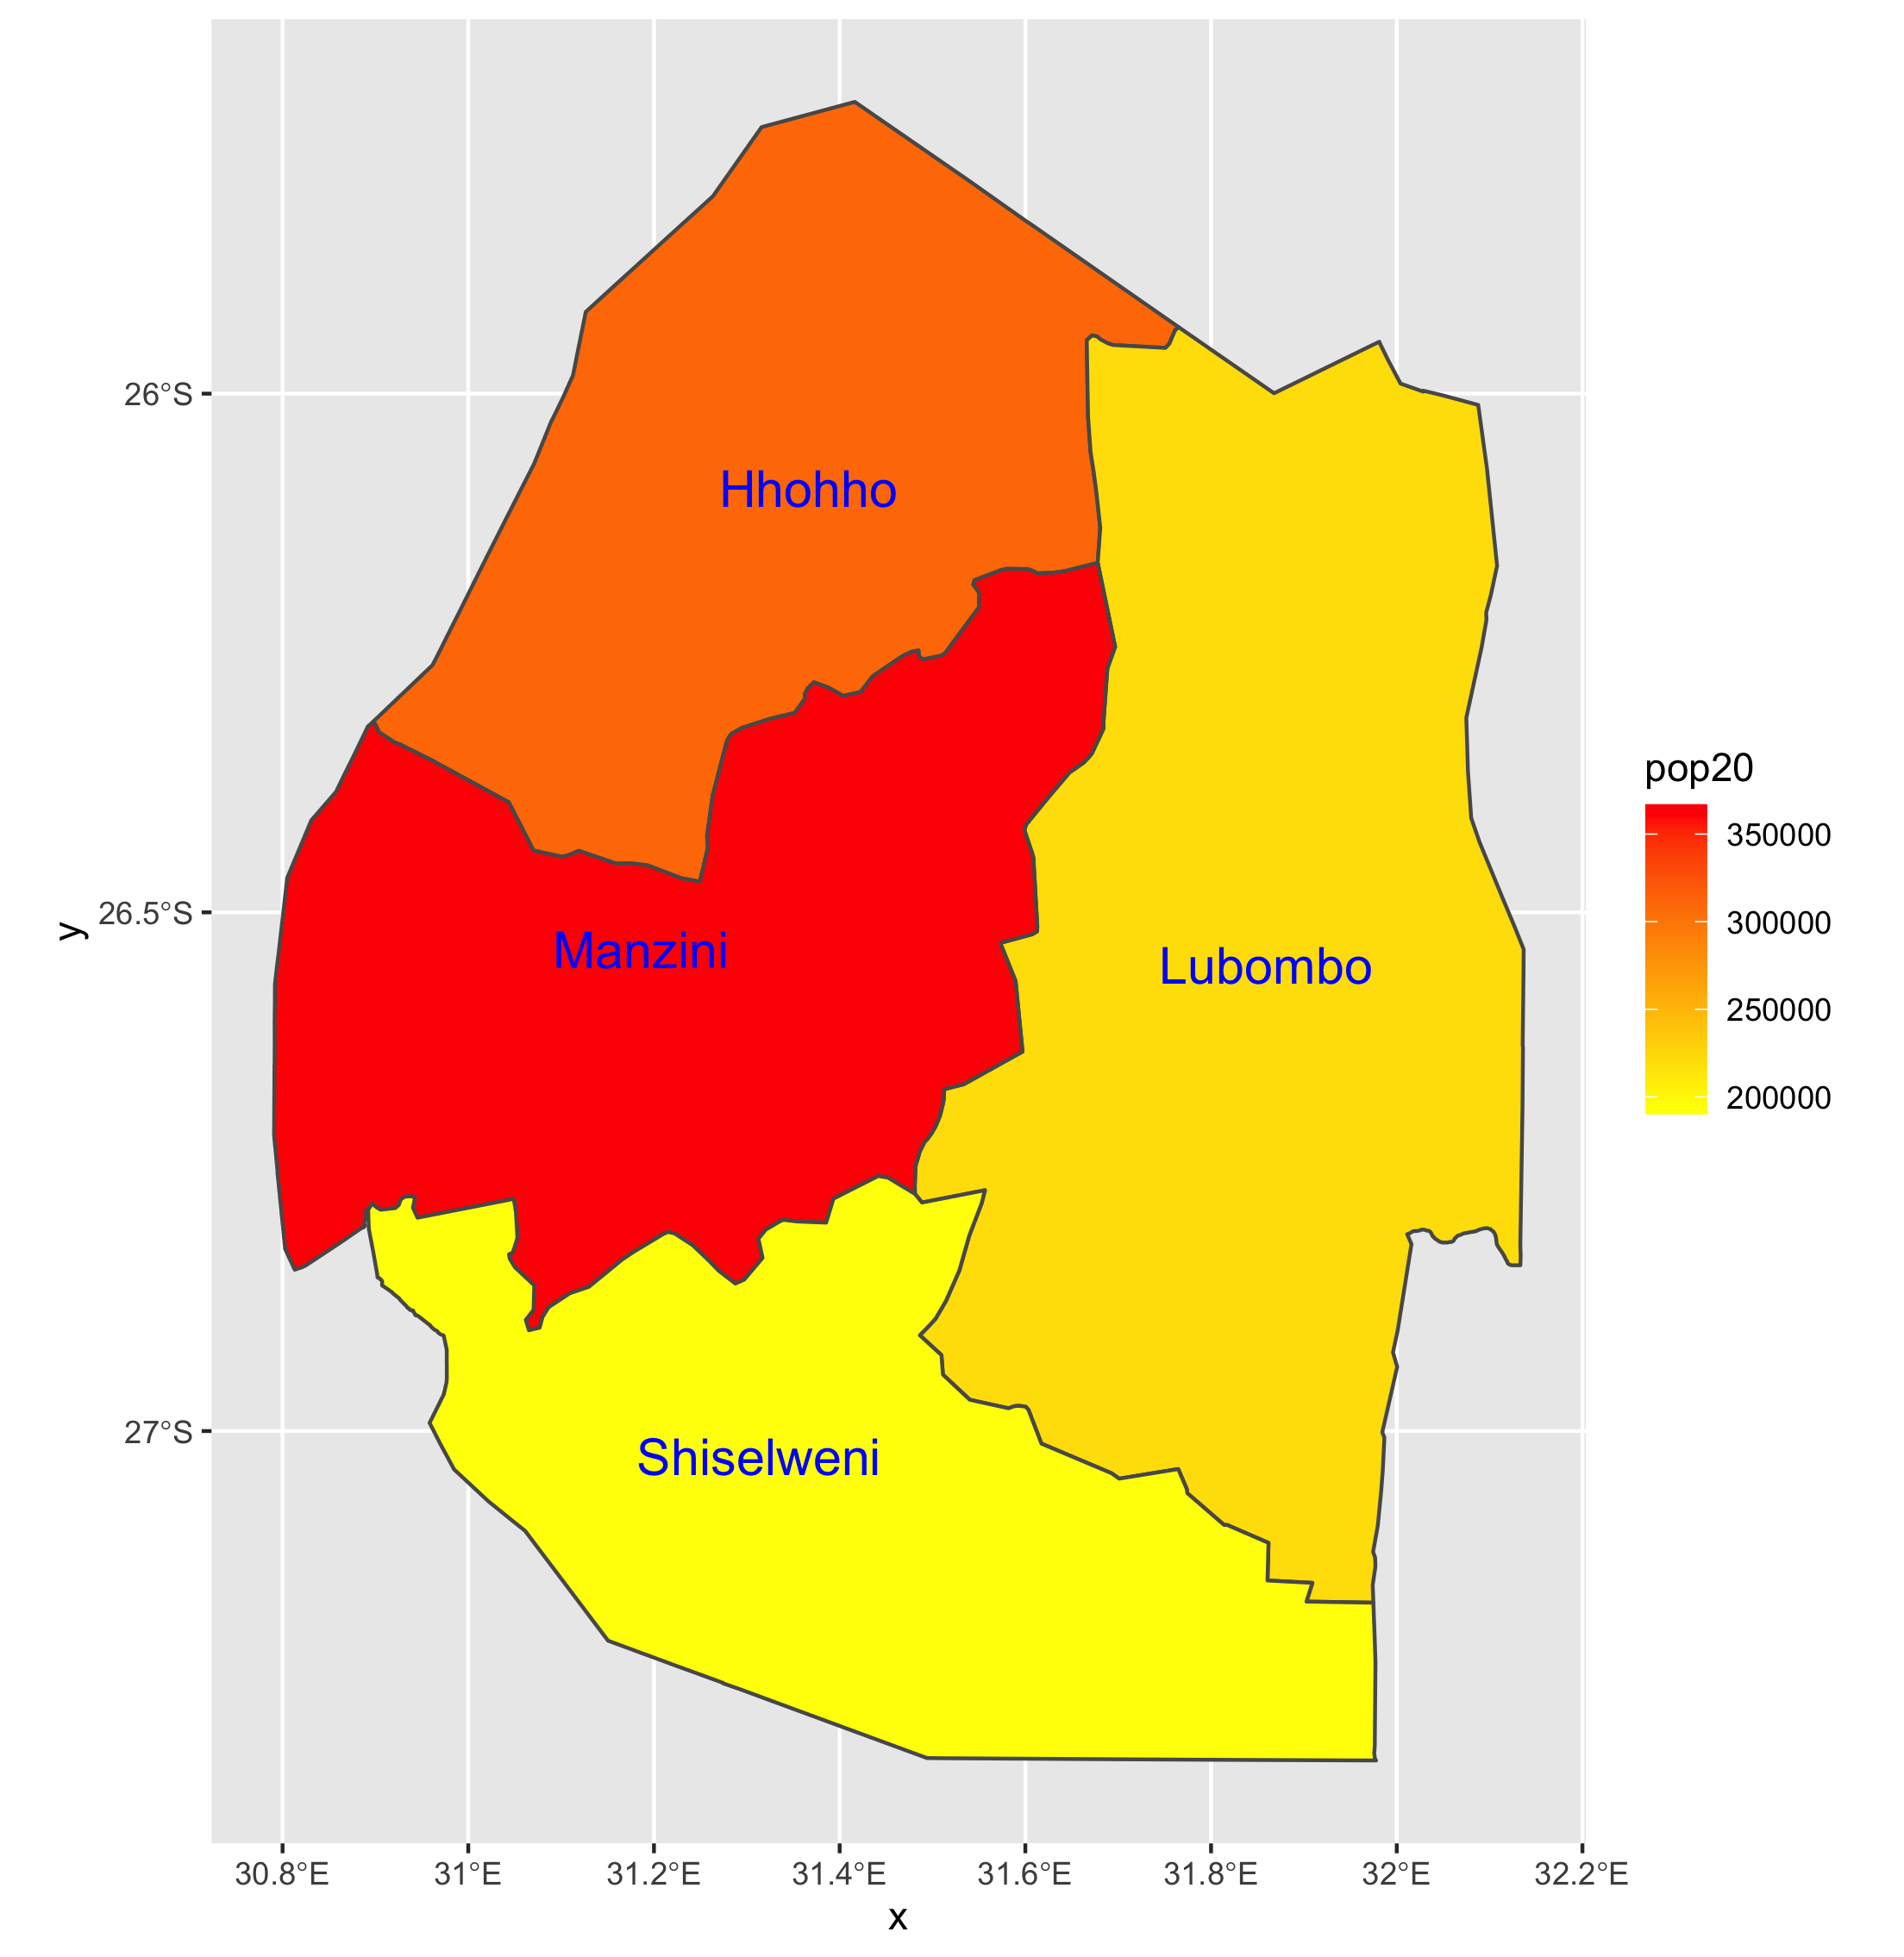 Hhohho
Manzini
Lubombo
Shiselweni
26°S
26.5°S
27°S
y
30.8°E
31°E
31.2°E
31.4°E
31.6°E
31.8°E
32°E
32.2°E
x
pop20
350000
300000
250000
200000